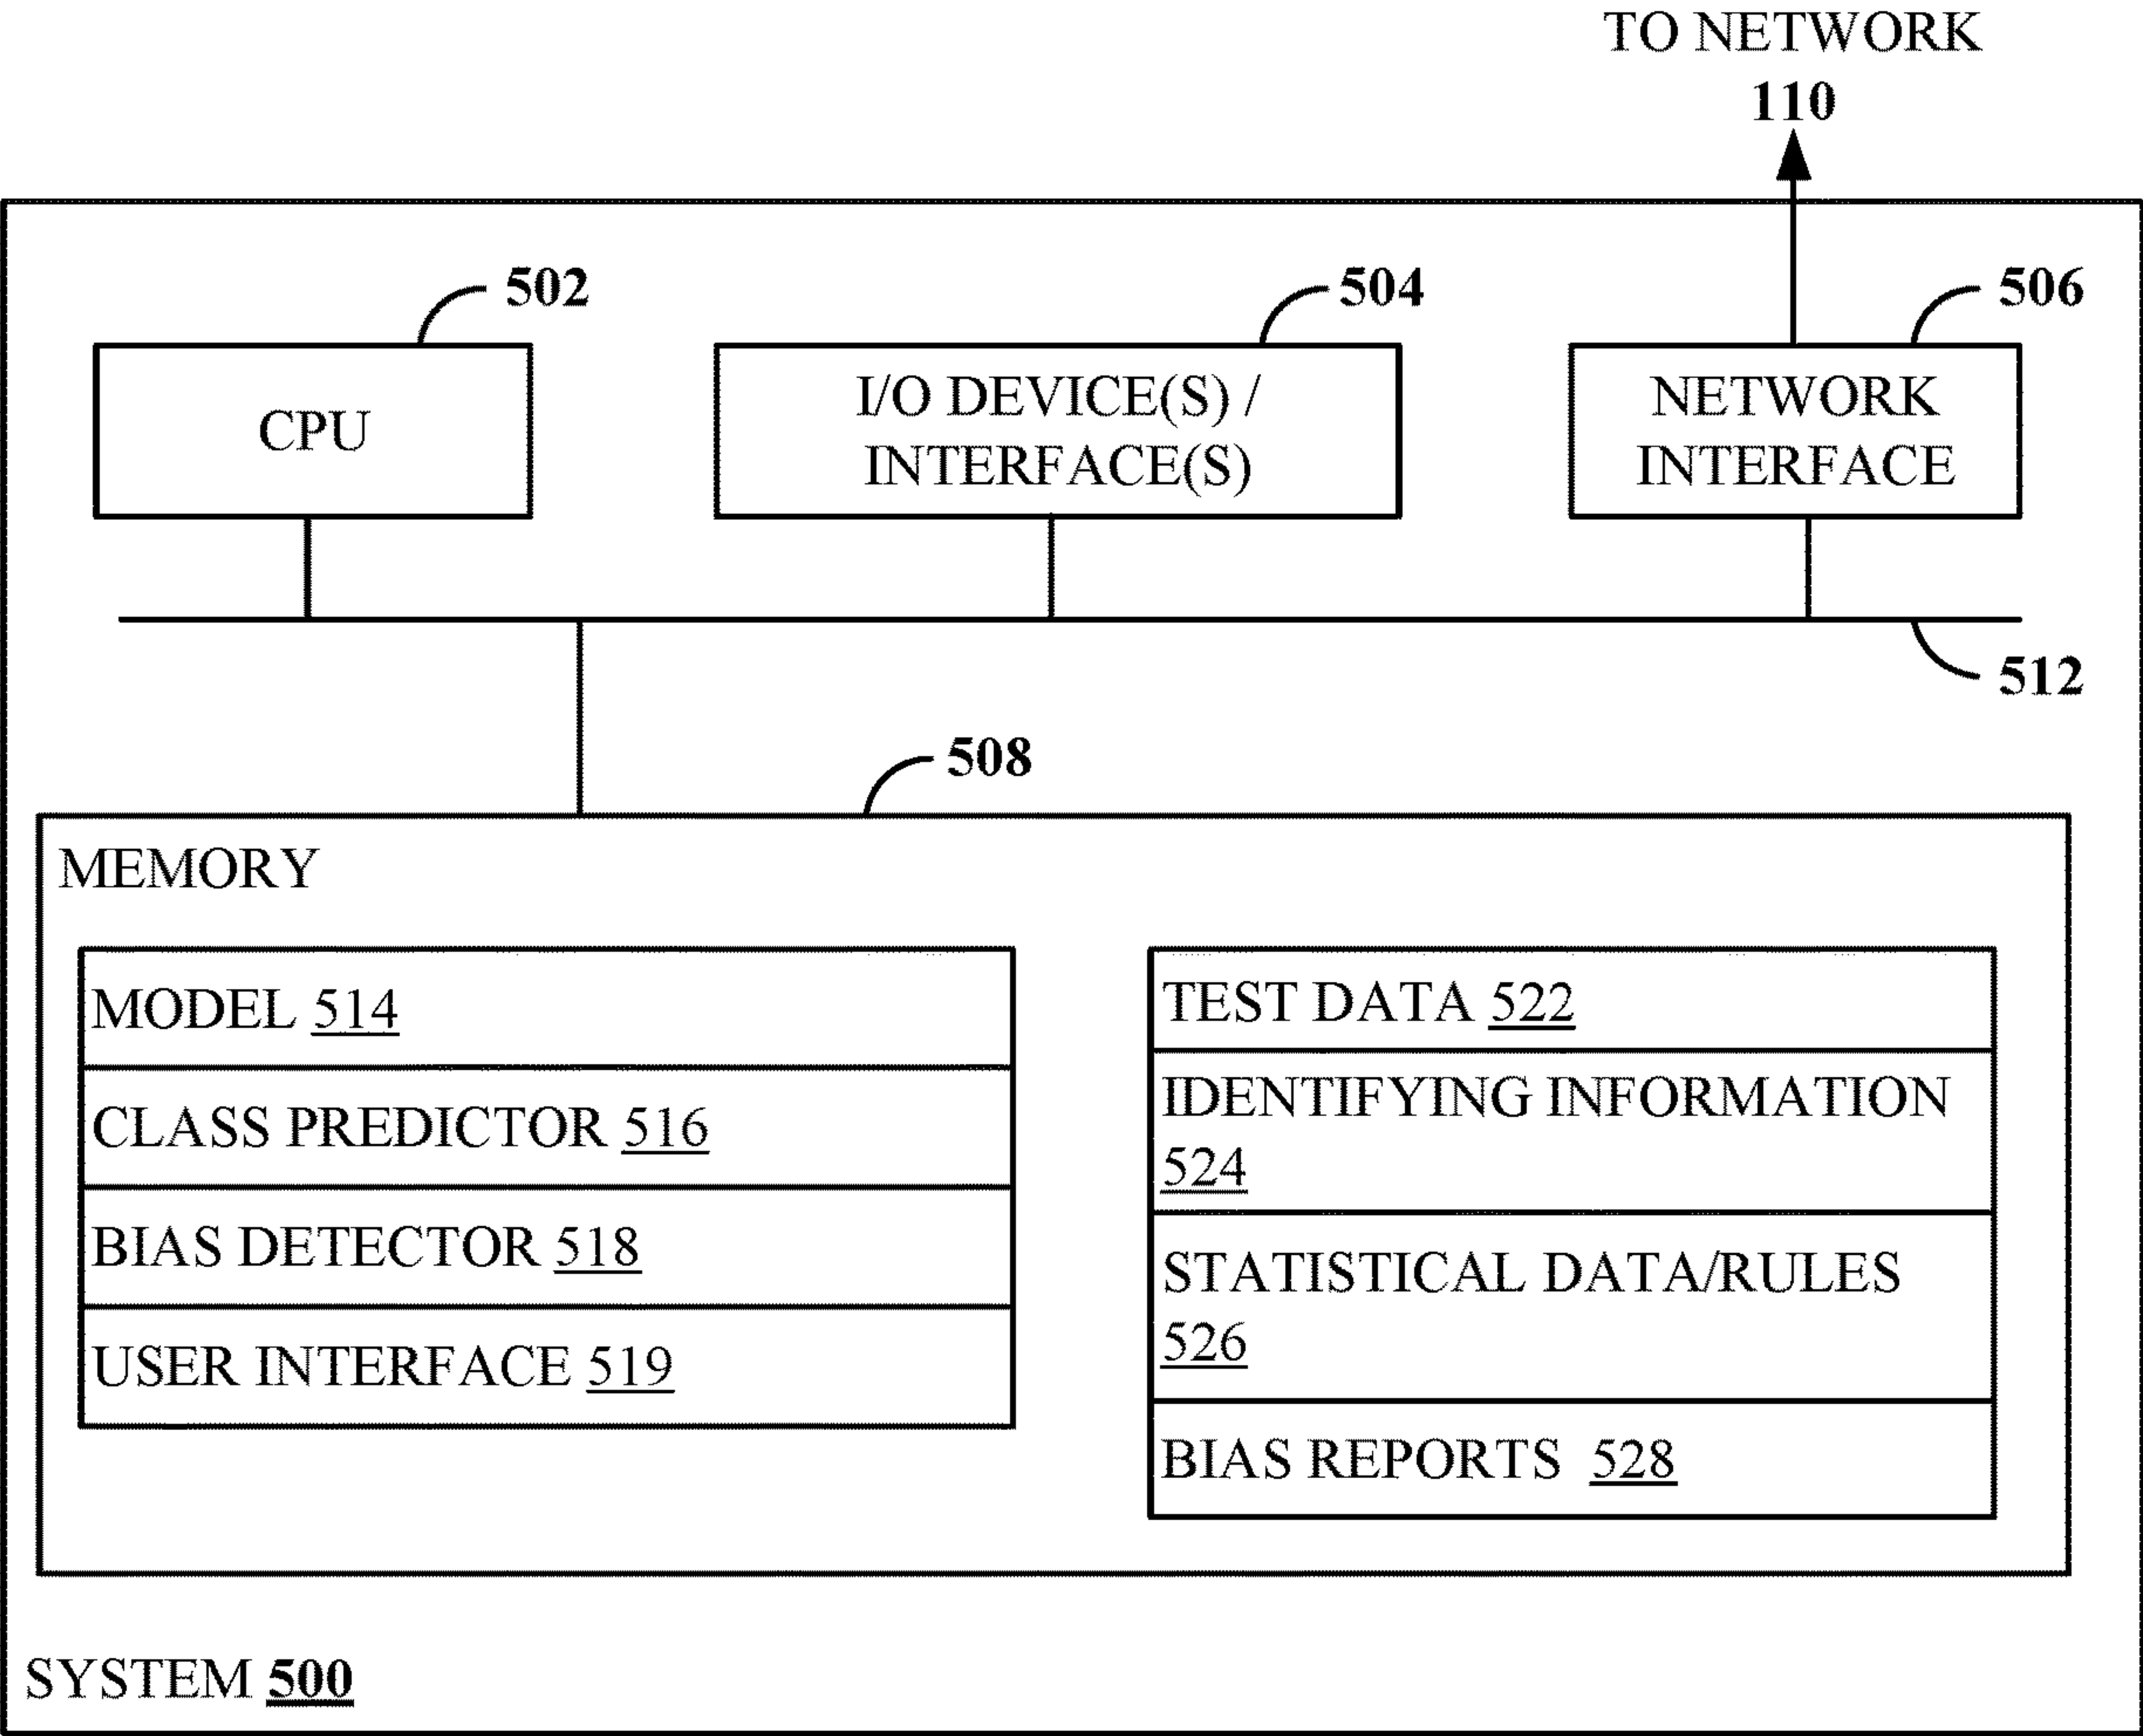 TO NETWORK
110
502
504
506
CPU
I/O DEVICE(S) /
INTERFACE(S)
NETWORK
INTERFACE
512
508
MEMORY
MODEL 514
CLASS PREDICTOR 516
BIAS DETECTOR 518
USER INTERFACE 519
TEST DATA 522
IDENTIFYING INFORMATION
524
STATISTICAL DATA/RULES
526
BIAS REPORTS 528
SYSTEM 500